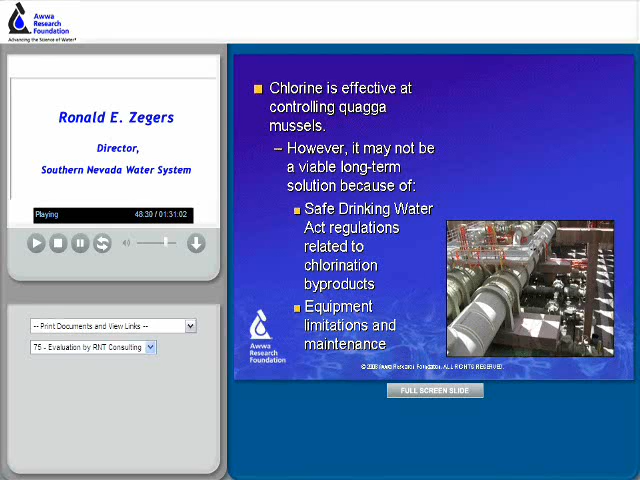 Awwa
Research
Foundation
Advancing the Science of Water®
Ronald E. Zegers
Director,
Southern Nevada Water System
Playing 48:30 / 01:31:02
-- Print Documents and View Links --
75 - Evaluation by RNT Consulting
Chlorine is effective at
controlling quagga
mussels.
– However, it may not be
a viable long-term
solution because of:
Safe Drinking Water
Act regulations
related to
chlorination
byproducts
Equipment
limitations and
maintenance
Awwa
Research
Foundation
© 2008 Awwa Research Foundation. ALL RIGHTS RESERVED.
FULL SCREEN SLIDE